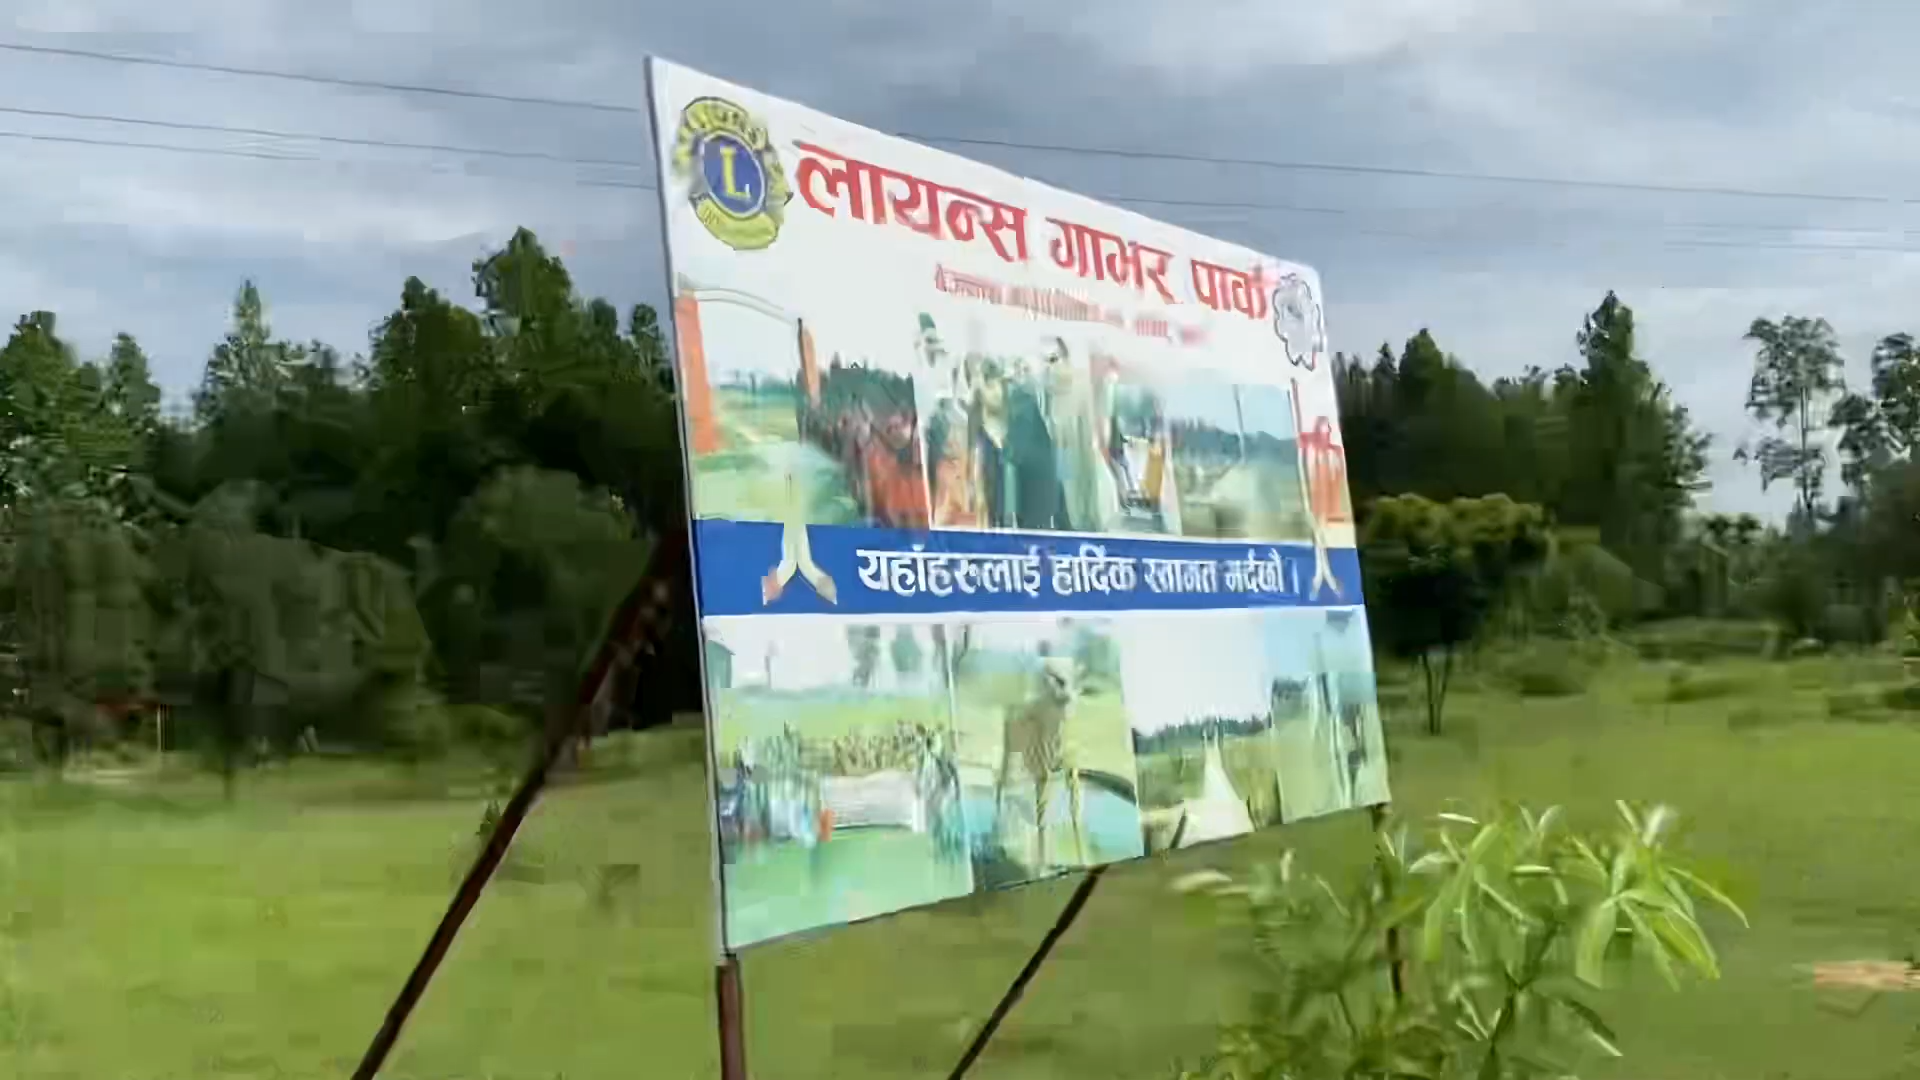 L
लायन्स गाभर पार्क
यहाँहरुलाई हार्दिक स्वागत गर्दछौं ।